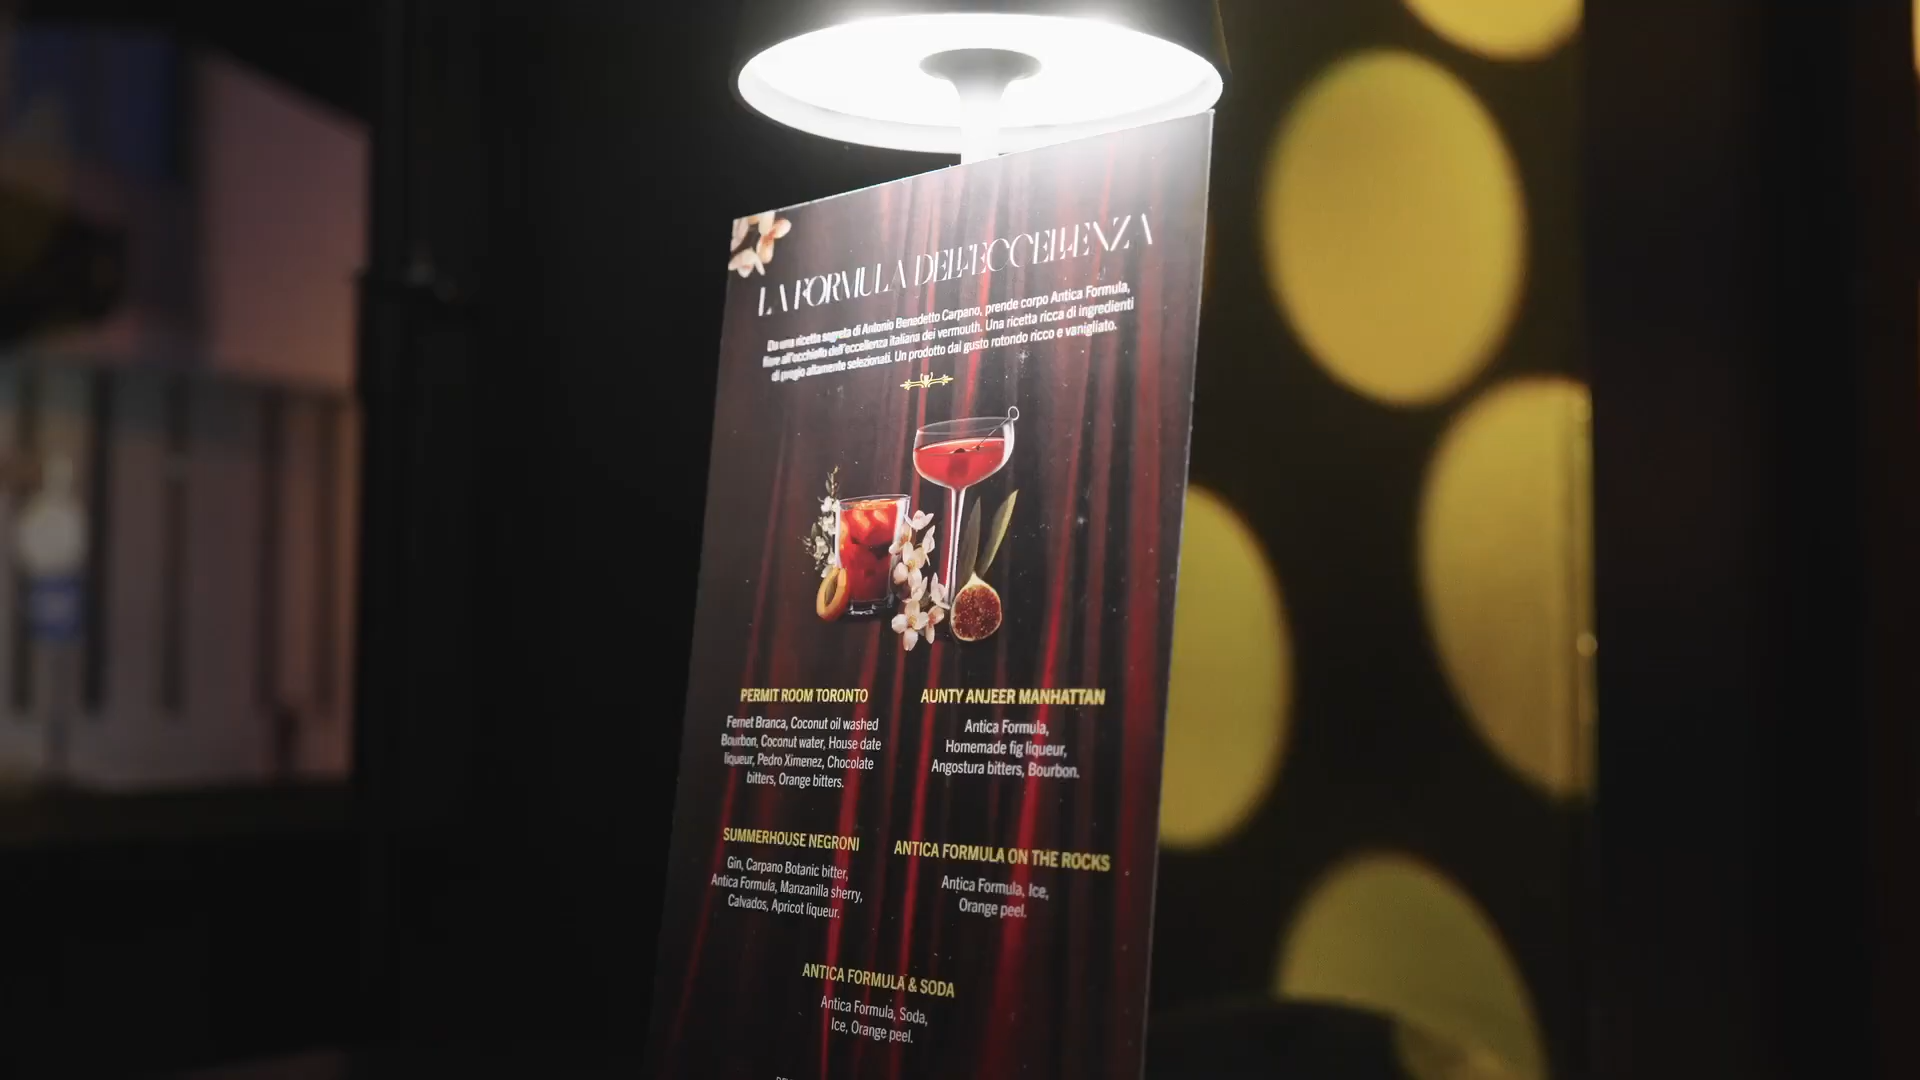 LA FORMULA DELL'ECCELLENZA
Da una ricetta segreta di Antonio Benedetto Carpano, prende corpo Antica Formula,
fiore all'occhiello dell'eccellenza italiana dei vermouth. Una ricetta ricca di ingredienti
di pregio altamente selezionati. Un prodotto dal gusto rotondo ricco e vanigliato.
PERMIT ROOM TORONTO
Fernet Branca, Coconut oil washed
Bourbon, Coconut water, House date
liqueur, Pedro Ximenez, Chocolate
bitters, Orange bitters.
AUNTY ANJEER MANHATTAN
Antica Formula,
Homemade fig liqueur,
Angostura bitters, Bourbon.
SUMMERHOUSE NEGRONI
Gin, Carpano Botanic bitter,
Antica Formula, Manzanilla sherry,
Calvados, Apricot liqueur.
ANTICA FORMULA ON THE ROCKS
Antica Formula, Ice,
Orange peel.
ANTICA FORMULA & SODA
Antica Formula, Soda,
Ice, Orange peel.